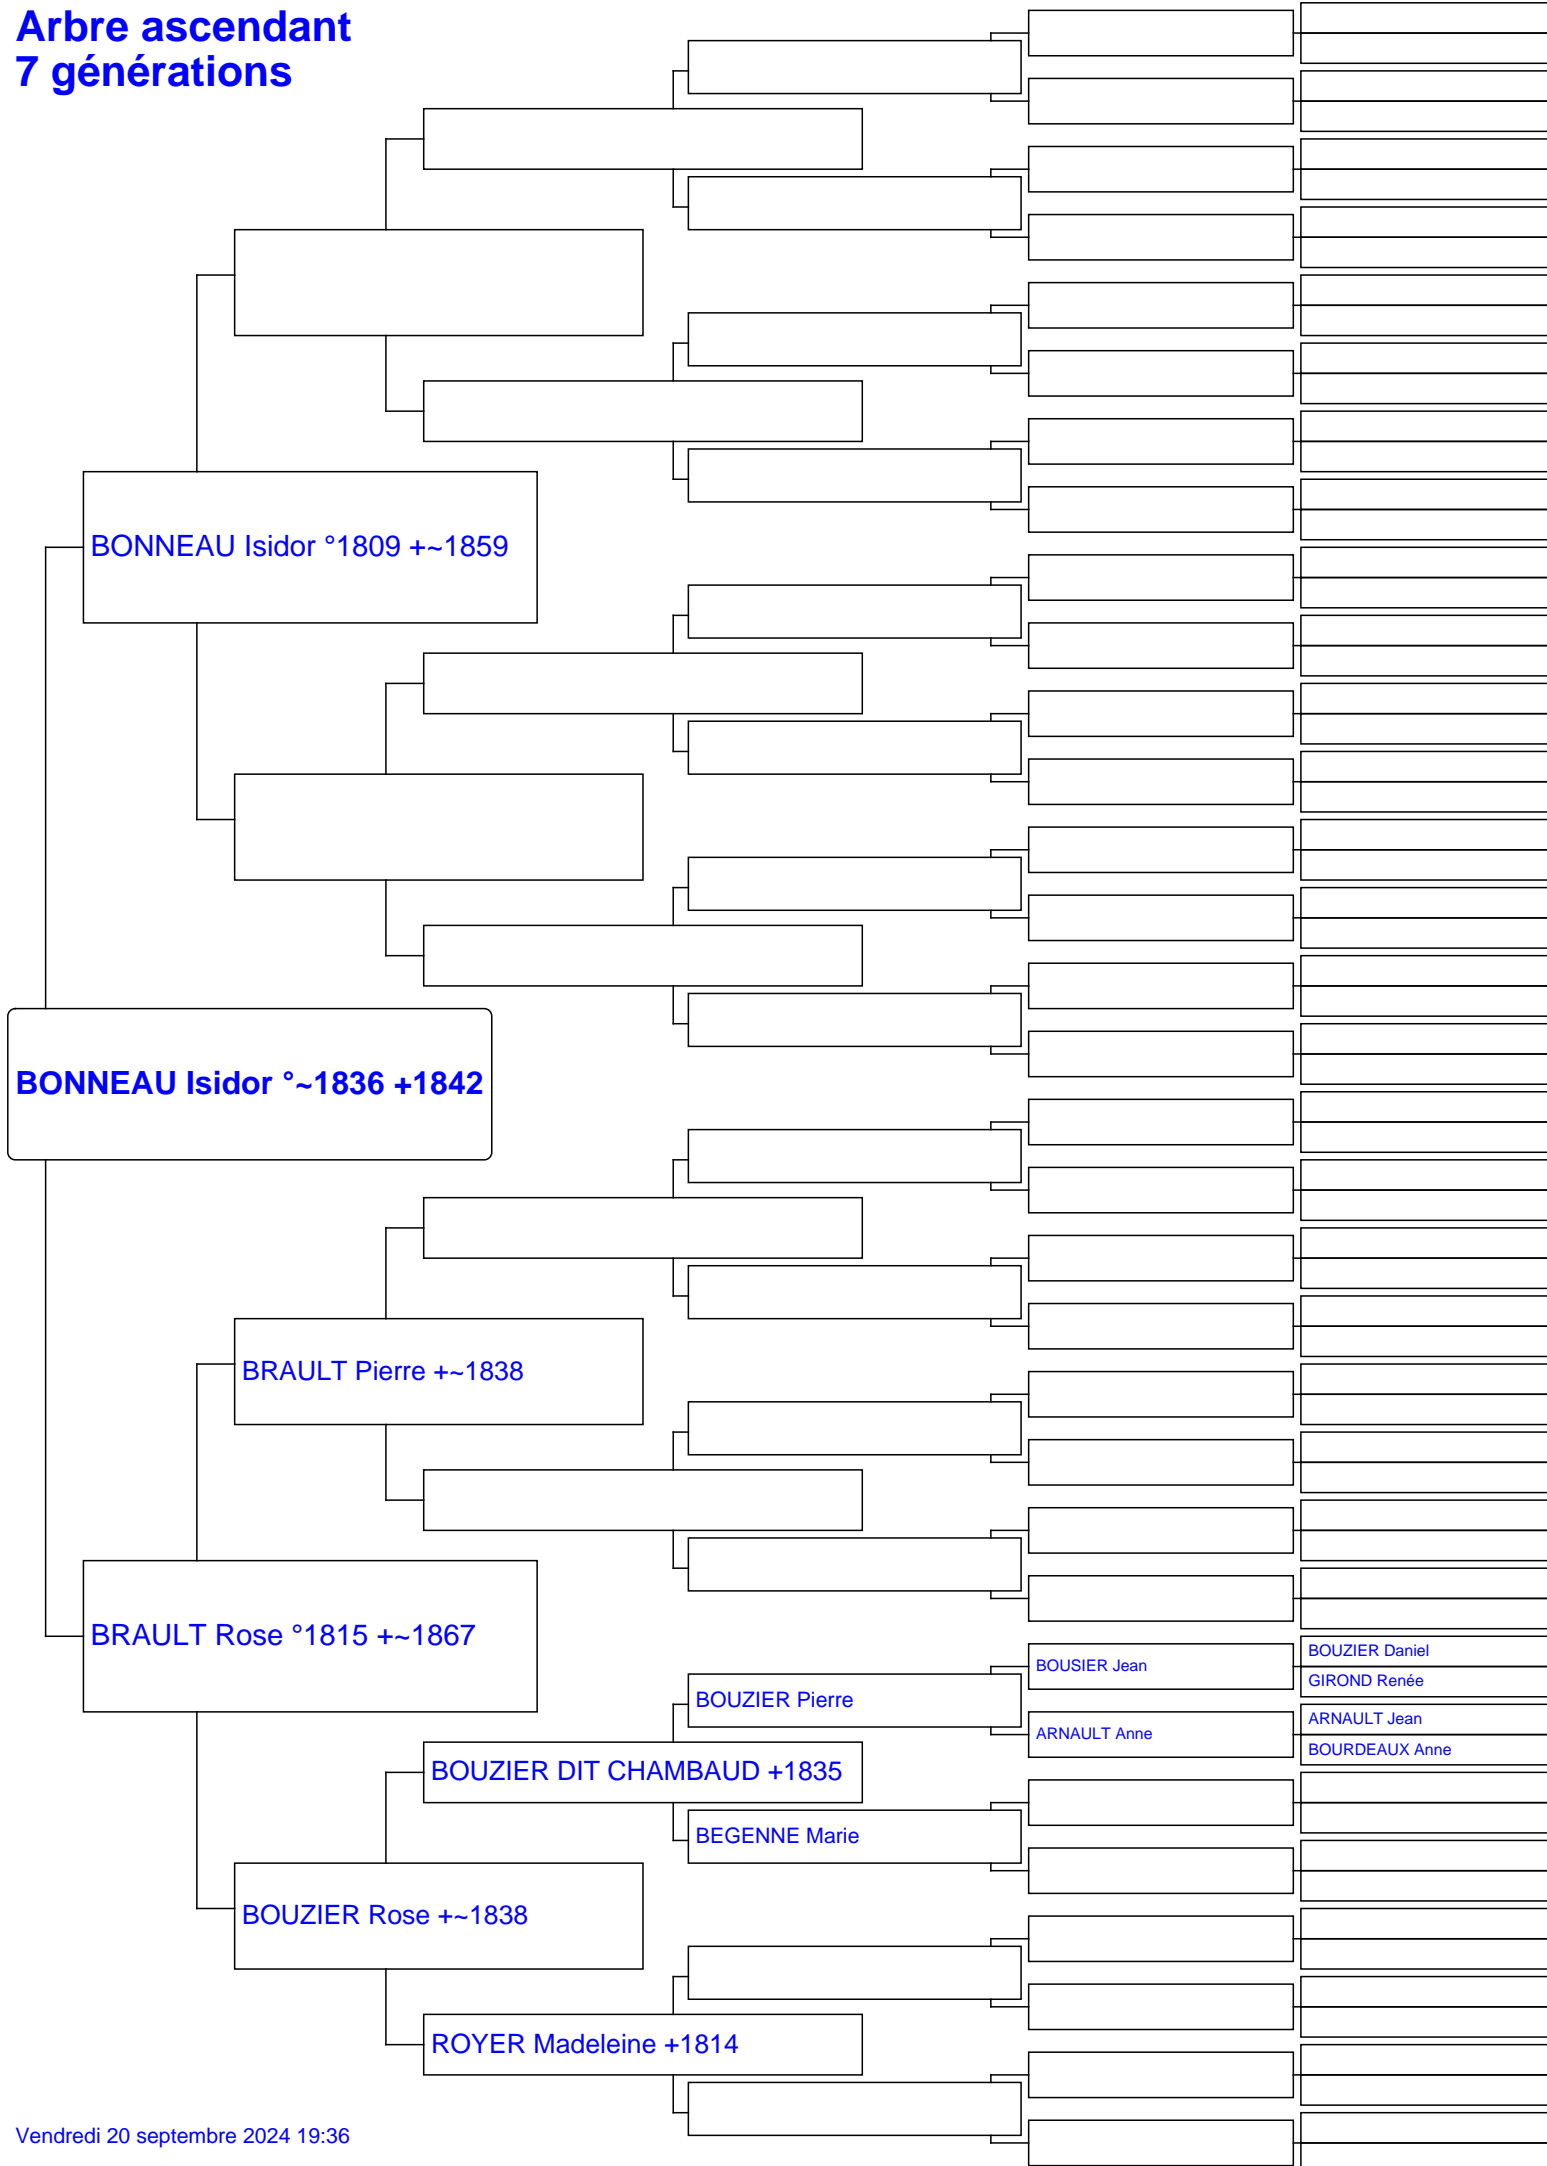 Arbre ascendant
7 générations
BONNEAU Isidor °1809 +~1859
BONNEAU Isidor °~1836 +1842
BRAULT Pierre +~1838
BRAULT Rose °1815 +~1867
BOUZIER Daniel
BOUSIER Jean
GIROND Renée
BOUZIER Pierre
ARNAULT Jean
ARNAULT Anne
BOURDEAUX Anne
BOUZIER DIT CHAMBAUD +1835
BEGENNE Marie
BOUZIER Rose +~1838
ROYER Madeleine +1814
Vendredi 20 septembre 2024 19:36